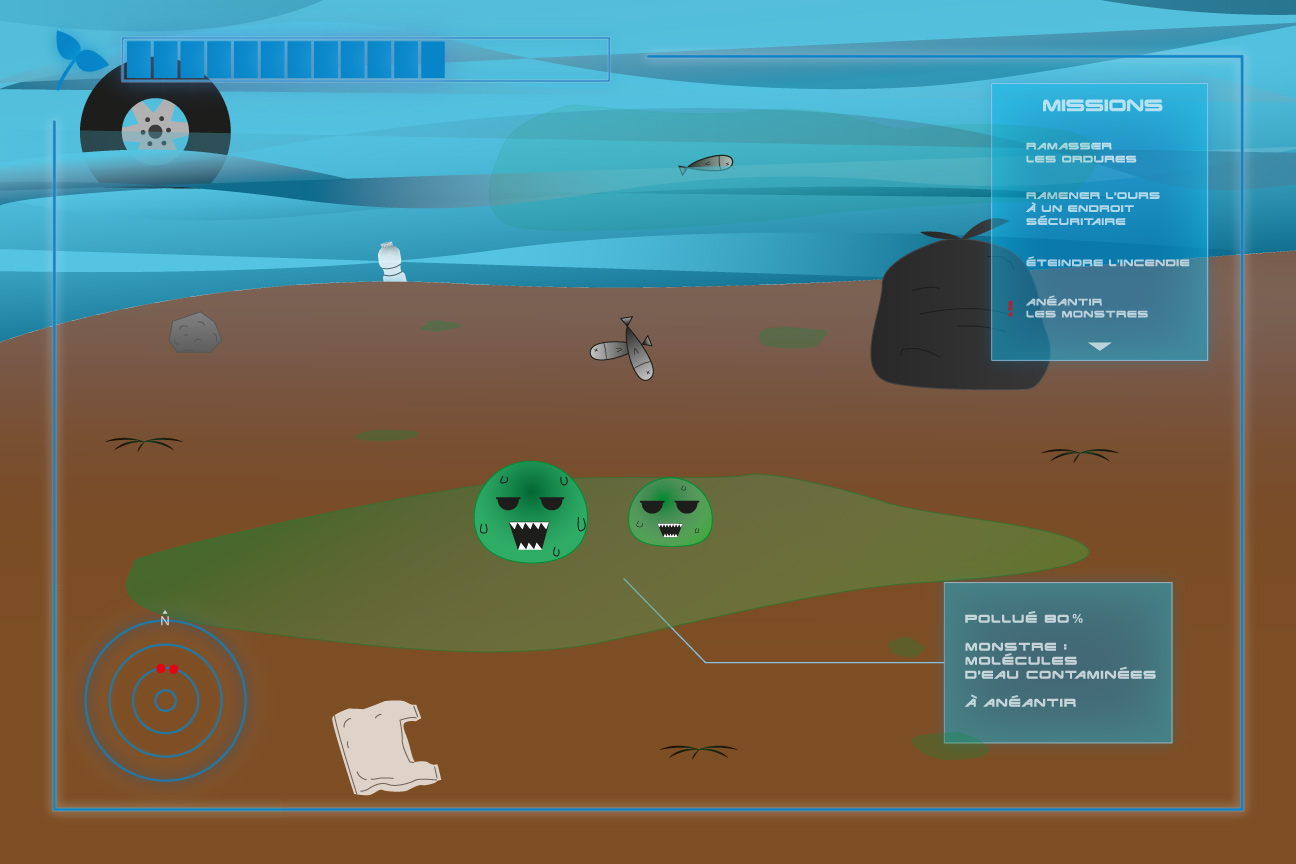 MISSIONS
RAMASSER
LES ORDURES
RAMENER L'OURS
À UN ENDROIT
SÉCURITAIRE
ÉTEINDRE L'INCENDIE
!
ANÉANTIR
LES MONSTRES
POLLUÉ 80%
MONSTRE :
MOLÉCULES
D'EAU CONTAMINÉES
À ANÉANTIR
N